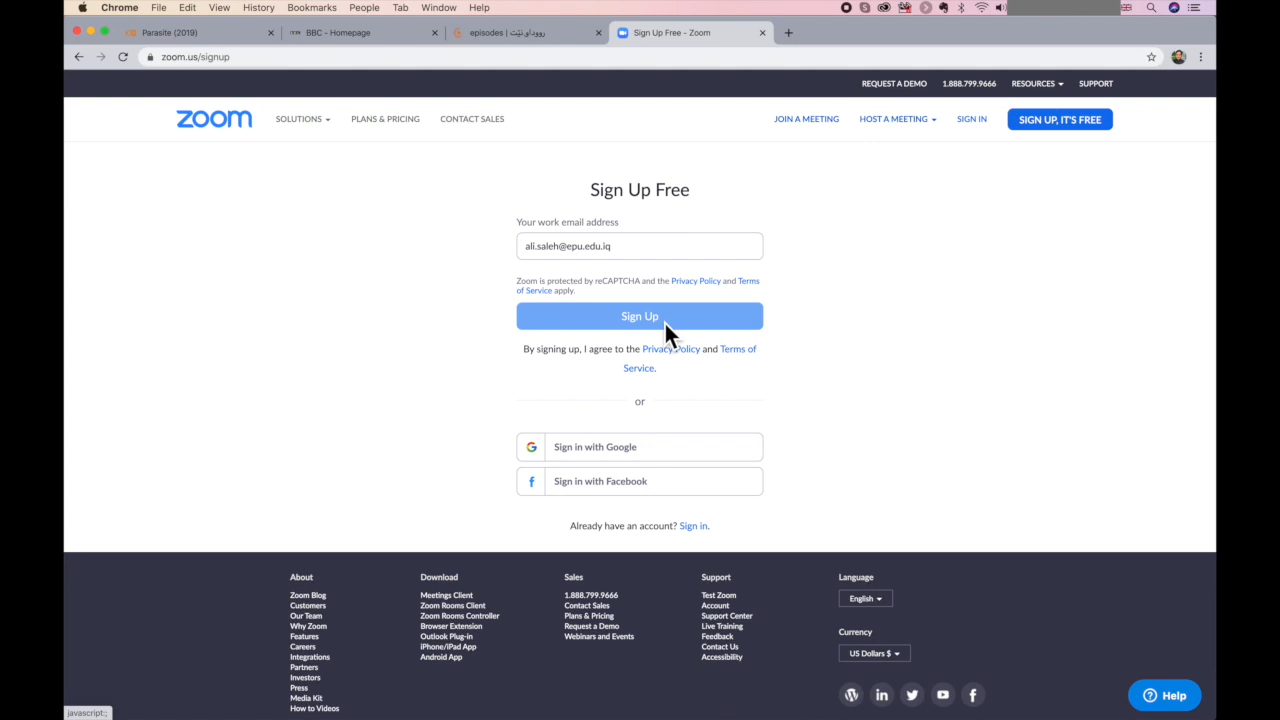 Chrome File Edit View History Bookmarks People Tab Window Help
Parasite (2019)
BBC - Homepage
episodes | رووداو.نێت
Sign Up Free - Zoom
zoom.us/signup
REQUEST A DEMO 1.888.799.9666 RESOURCES SUPPORT
zoom SOLUTIONS PLANS & PRICING CONTACT SALES JOIN A MEETING HOST A MEETING SIGN IN SIGN UP, IT'S FREE
Sign Up Free
Your work email address
ali.saleh@epu.edu.iq
Zoom is protected by reCAPTCHA and the Privacy Policy and Terms
of Service apply.
Sign Up
By signing up, I agree to the Privacy Policy and Terms of
Service.
or
Sign in with Google
Sign in with Facebook
Already have an account? Sign in.
About
Zoom Blog
Customers
Our Team
Why Zoom
Features
Careers
Integrations
Partners
Investors
Press
Media Kit
How to Videos
Download
Meetings Client
Zoom Rooms Client
Zoom Rooms Controller
Browser Extension
Outlook Plug-in
iPhone/iPad App
Android App
Sales
1.888.799.9666
Contact Sales
Plans & Pricing
Request a Demo
Webinars and Events
Support
Test Zoom
Account
Support Center
Live Training
Feedback
Contact Us
Accessibility
Language
English
Currency
US Dollars $
Help
javascript:;